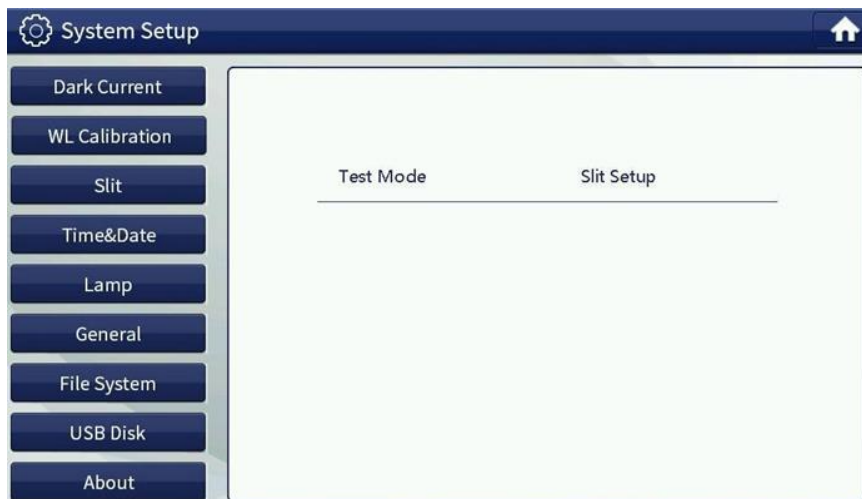 System Setup
Dark Current
WL Calibration
Slit
Time&Date
Lamp
General
File System
USB Disk
About
Test Mode Slit Setup